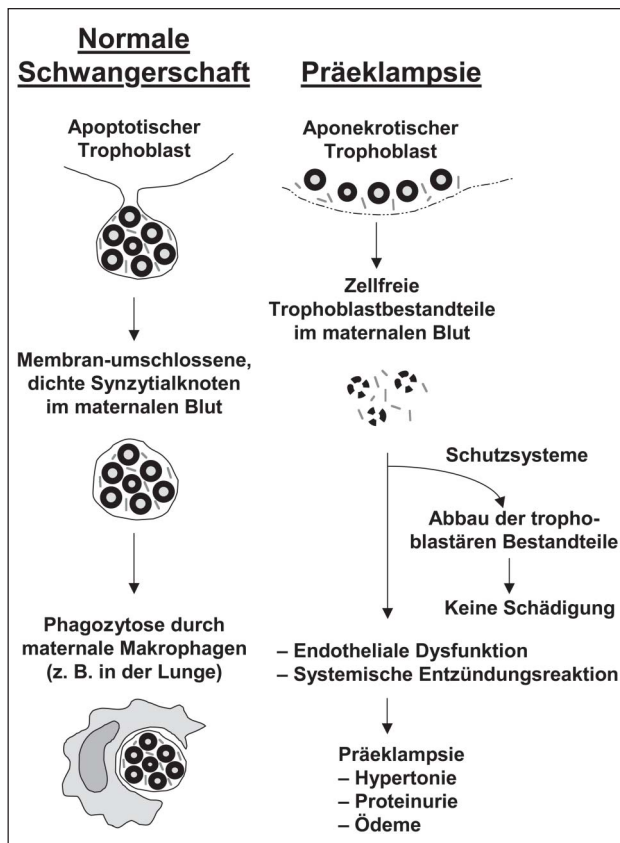 Normale
Schwangerschaft
Apoptotischer
Trophoblast
Membran-umschlossene,
dichte Synzytialknoten
im maternalen Blut
Phagozytose durch
maternale Makrophagen
(z. B. in der Lunge)
Präeklampsie
Aponekrotischer
Trophoblast
Zellfreie
Trophoblastbestandteile
im maternalen Blut
Schutzsysteme
Abbau der tropho-
blastären Bestandteile
Keine Schädigung
– Endotheliale Dysfunktion
– Systemische Entzündungsreaktion
Präeklampsie
– Hypertonie
– Proteinurie
– Ödeme